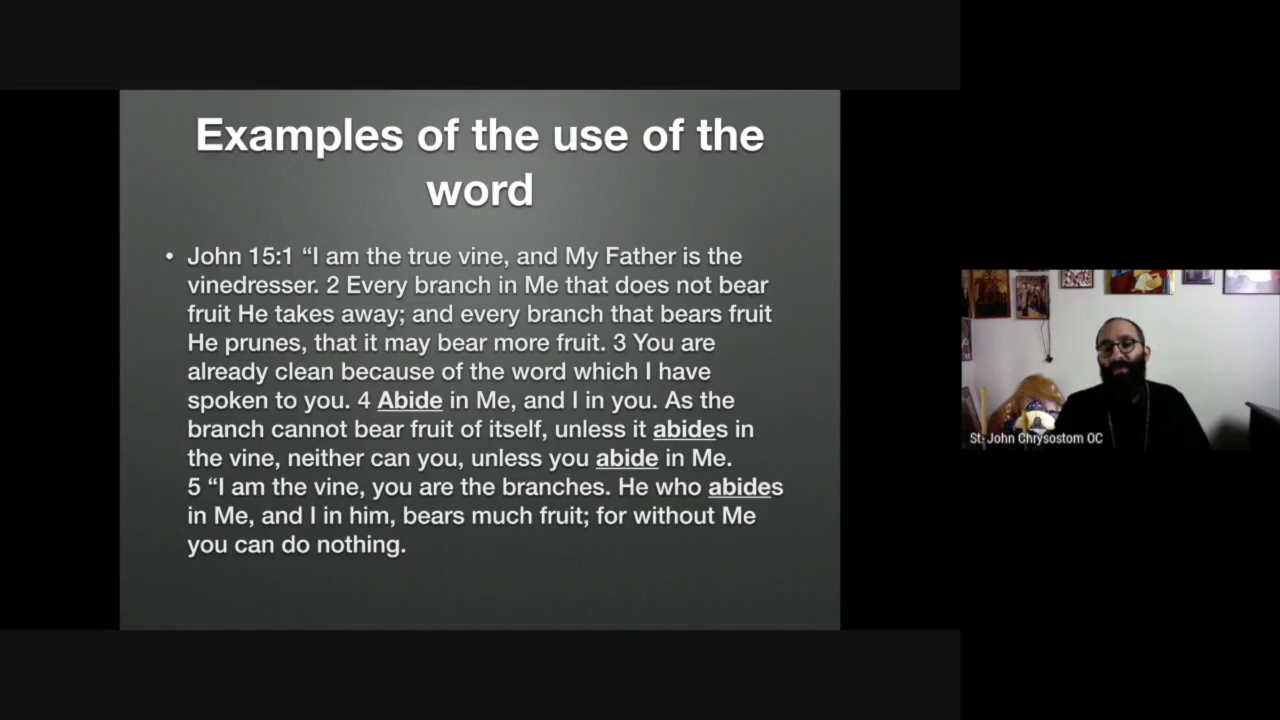 Examples of the use of the
word
• John 15:1 “I am the true vine, and My Father is the
vinedresser. 2 Every branch in Me that does not bear
fruit He takes away; and every branch that bears fruit
He prunes, that it may bear more fruit. 3 You are
already clean because of the word which I have
spoken to you. 4 Abide in Me, and I in you. As the
branch cannot bear fruit of itself, unless it abides in
the vine, neither can you, unless you abide in Me.
5 “I am the vine, you are the branches. He who abides
in Me, and I in him, bears much fruit; for without Me
you can do nothing.
St. John Chrysostom OC